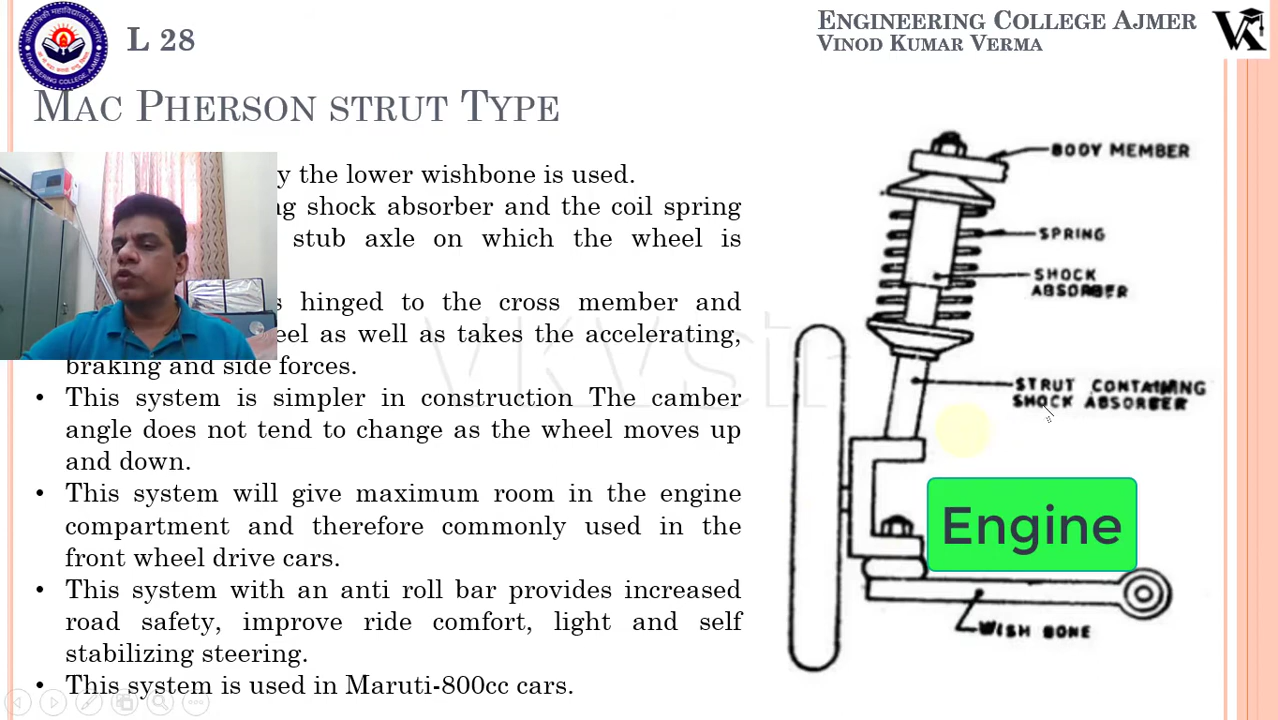 L 28
ENGINEERING COLLEGE AJMER
VINOD KUMAR VERMA
MAC PHERSON STRUT TYPE
the lower wishbone is used.
shock absorber and the coil spring
stub axle on which the wheel is
hinged to the cross member and
as well as takes the accelerating,
braking and side forces.
• This system is simpler in construction The camber
angle does not tend to change as the wheel moves up
and down.
• This system will give maximum room in the engine
compartment and therefore commonly used in the
front wheel drive cars.
• This system with an anti roll bar provides increased
road safety, improve ride comfort, light and self
stabilizing steering.
• This system is used in Maruti-800cc cars.
BODY MEMBER
SPRING
SHOCK
ABSORBER
STRUT CONTAINING
SHOCK ABSORBER
Engine
WISH BONE